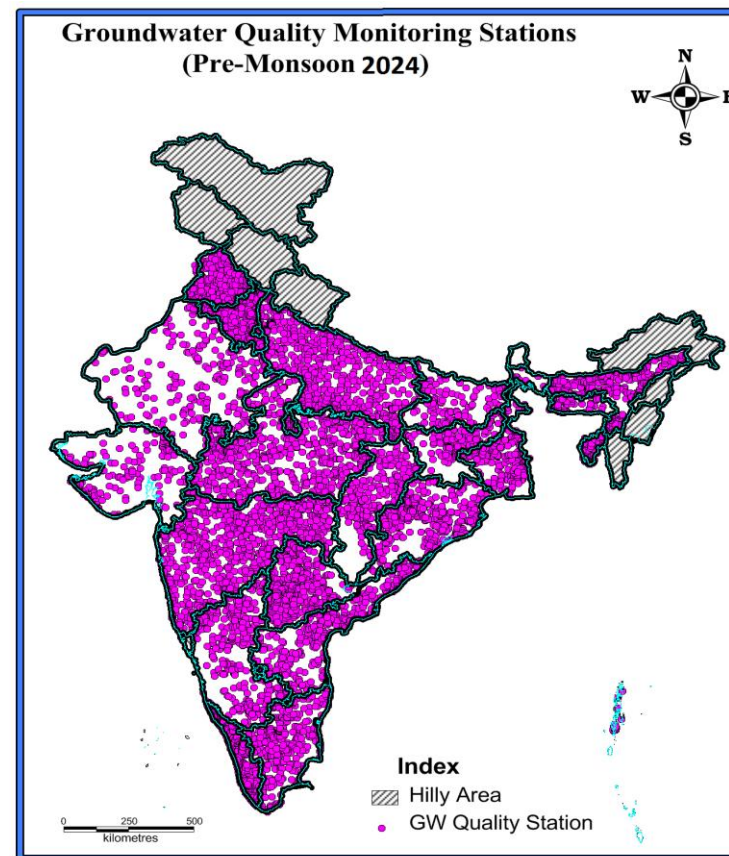 Groundwater Quality Monitoring Stations
(Pre-Monsoon 2024)
N
W
E
S
Index
Hilly Area
GW Quality Station
0 250 500
kilometres